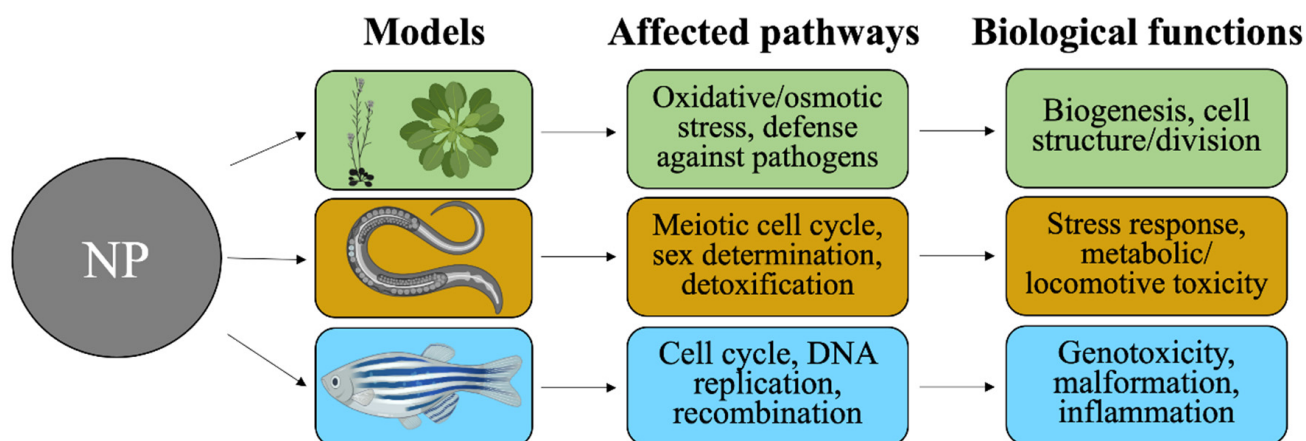 Models
Affected pathways
Biological functions
NP
Oxidative/osmotic
stress, defense
against pathogens
Biogenesis, cell
structure/division
Meiotic cell cycle,
sex determination,
detoxification
Stress response,
metabolic/
locomotive toxicity
Cell cycle, DNA
replication,
recombination
Genotoxicity,
malformation,
inflammation